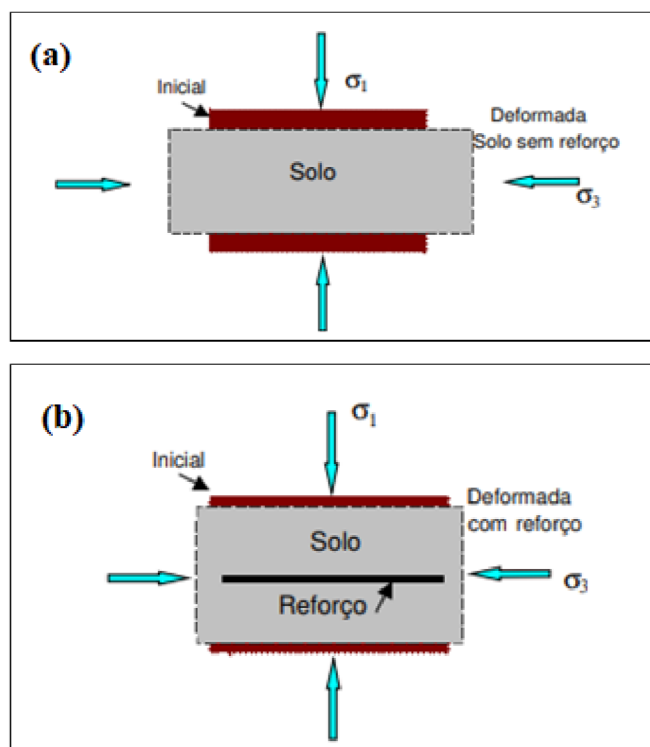 (a)
σ1
Inicial
Deformada
Solo sem reforço
Solo
σ3
(b)
σ1
Inicial
Deformada
com reforço
Solo
σ3
Reforço